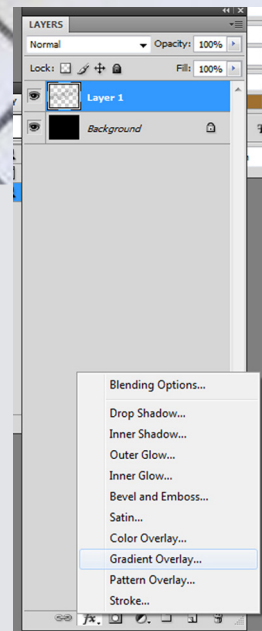 LAYERS
Normal Opacity: 100%
Lock: Fill: 100%
Layer 1
Background
Blending Options...
Drop Shadow...
Inner Shadow...
Outer Glow...
Inner Glow...
Bevel and Emboss...
Satin...
Color Overlay...
Gradient Overlay...
Pattern Overlay...
Stroke...
fx.